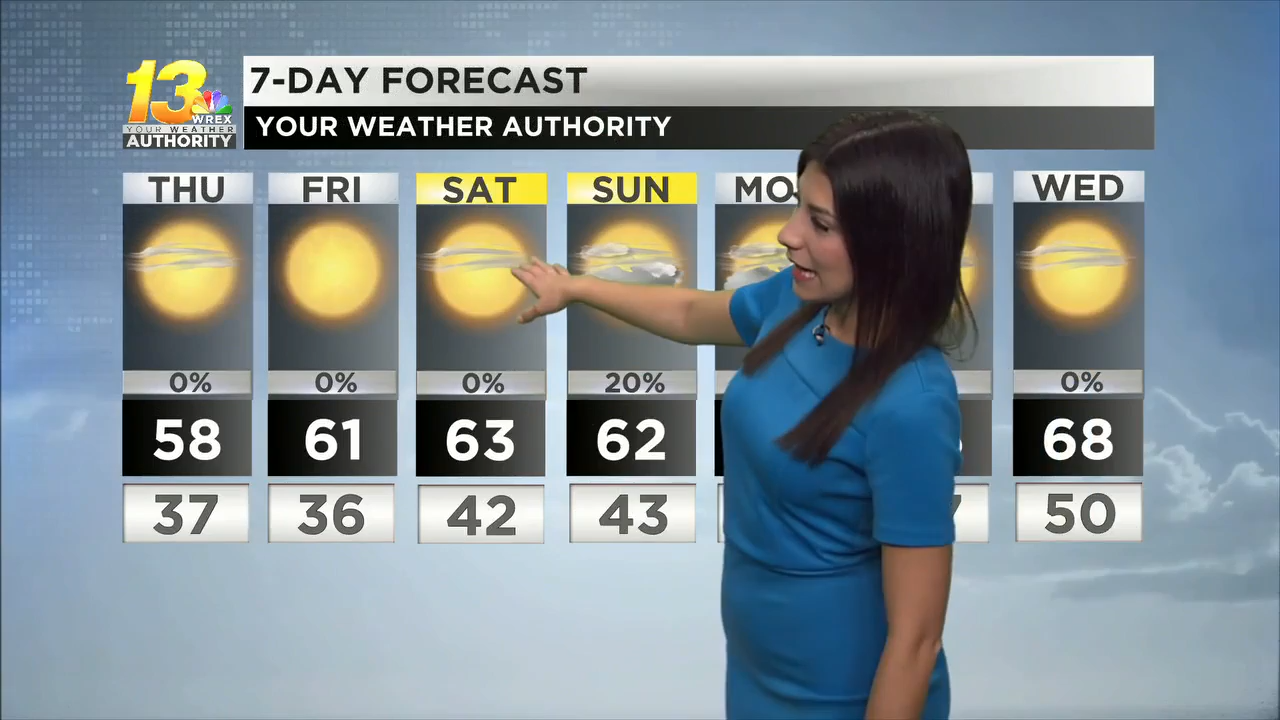 13
WREX
YOUR WEATHER
AUTHORITY
7-DAY FORECAST
YOUR WEATHER AUTHORITY
THU FRI SAT SUN MO WED
0% 0% 0% 20% 0%
58 61 63 62 68
37 36 42 43 50